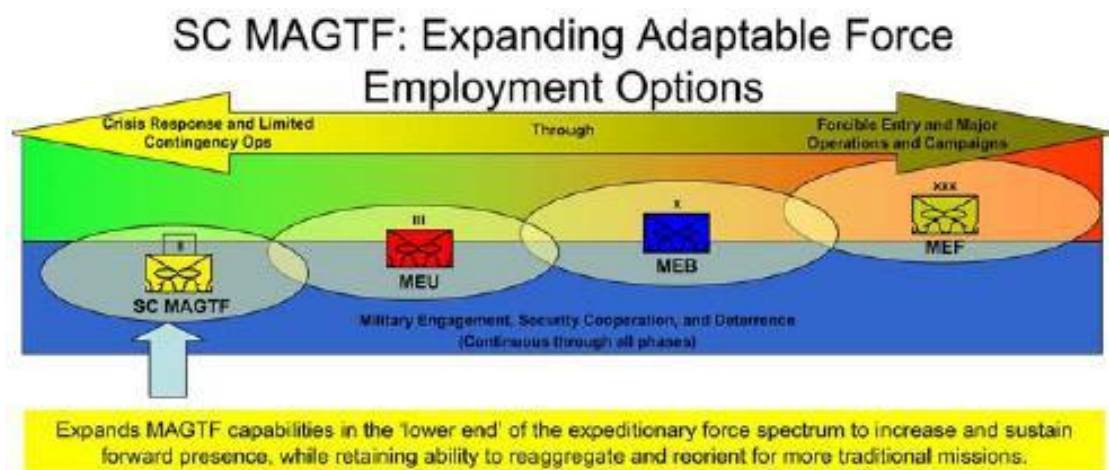 SC MAGTF: Expanding Adaptable Force
Employment Options
Crisis Response and Limited
Contingency Ops
Through
Forcible Entry and Major
Operations and Campaigns
II
SC MAGTF
III
MEU
X
MEB
XXX
MEF
Military Engagement, Security Cooperation, and Deterrence
(Continuous through all phases)
Expands MAGTF capabilities in the 'lower end' of the expeditionary force spectrum to increase and sustain
forward presence, while retaining ability to reaggregate and reorient for more traditional missions.